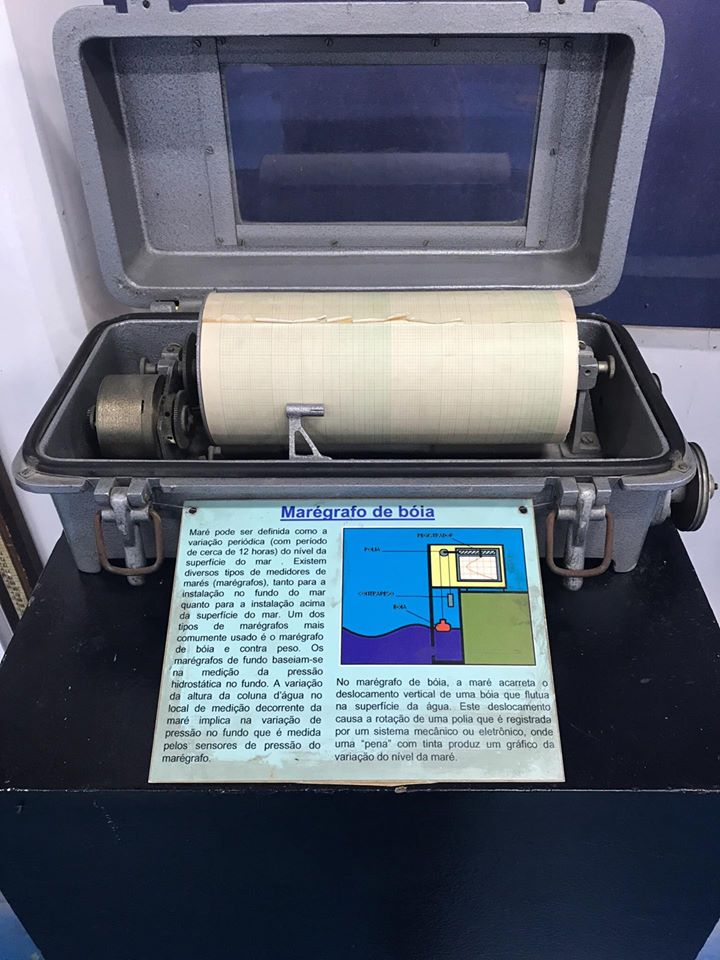 Marégrafo de bóia
Maré pode ser definida como a
variação periódica (com período
de cerca de 12 horas) do nível da
superfície do mar . Existem
diversos tipos de medidores de
marés (marégrafos), tanto para a
instalação no fundo do mar
quanto para a instalação acima
da superfície do mar. Um dos
tipos de marégrafos mais
comumente usado é o marégrafo
de bóia e contra peso. Os
marégrafos de fundo baseiam-se
na medição da pressão
hidrostática no fundo. A variação
da altura da coluna d'água no
local de medição decorrente da
maré implica na variação de
pressão no fundo que é medida
pelos sensores de pressão do
marégrafo.
REGISTRADOR
POLIA
CONTRAPESO
BOIA
No marégrafo de bóia, a maré acarreta o
deslocamento vertical de uma bóia que flutua
na superfície da água. Este deslocamento
causa a rotação de uma polia que é registrada
por um sistema mecânico ou eletrônico, onde
uma "pena" com tinta produz um gráfico da
variação do nível da maré.